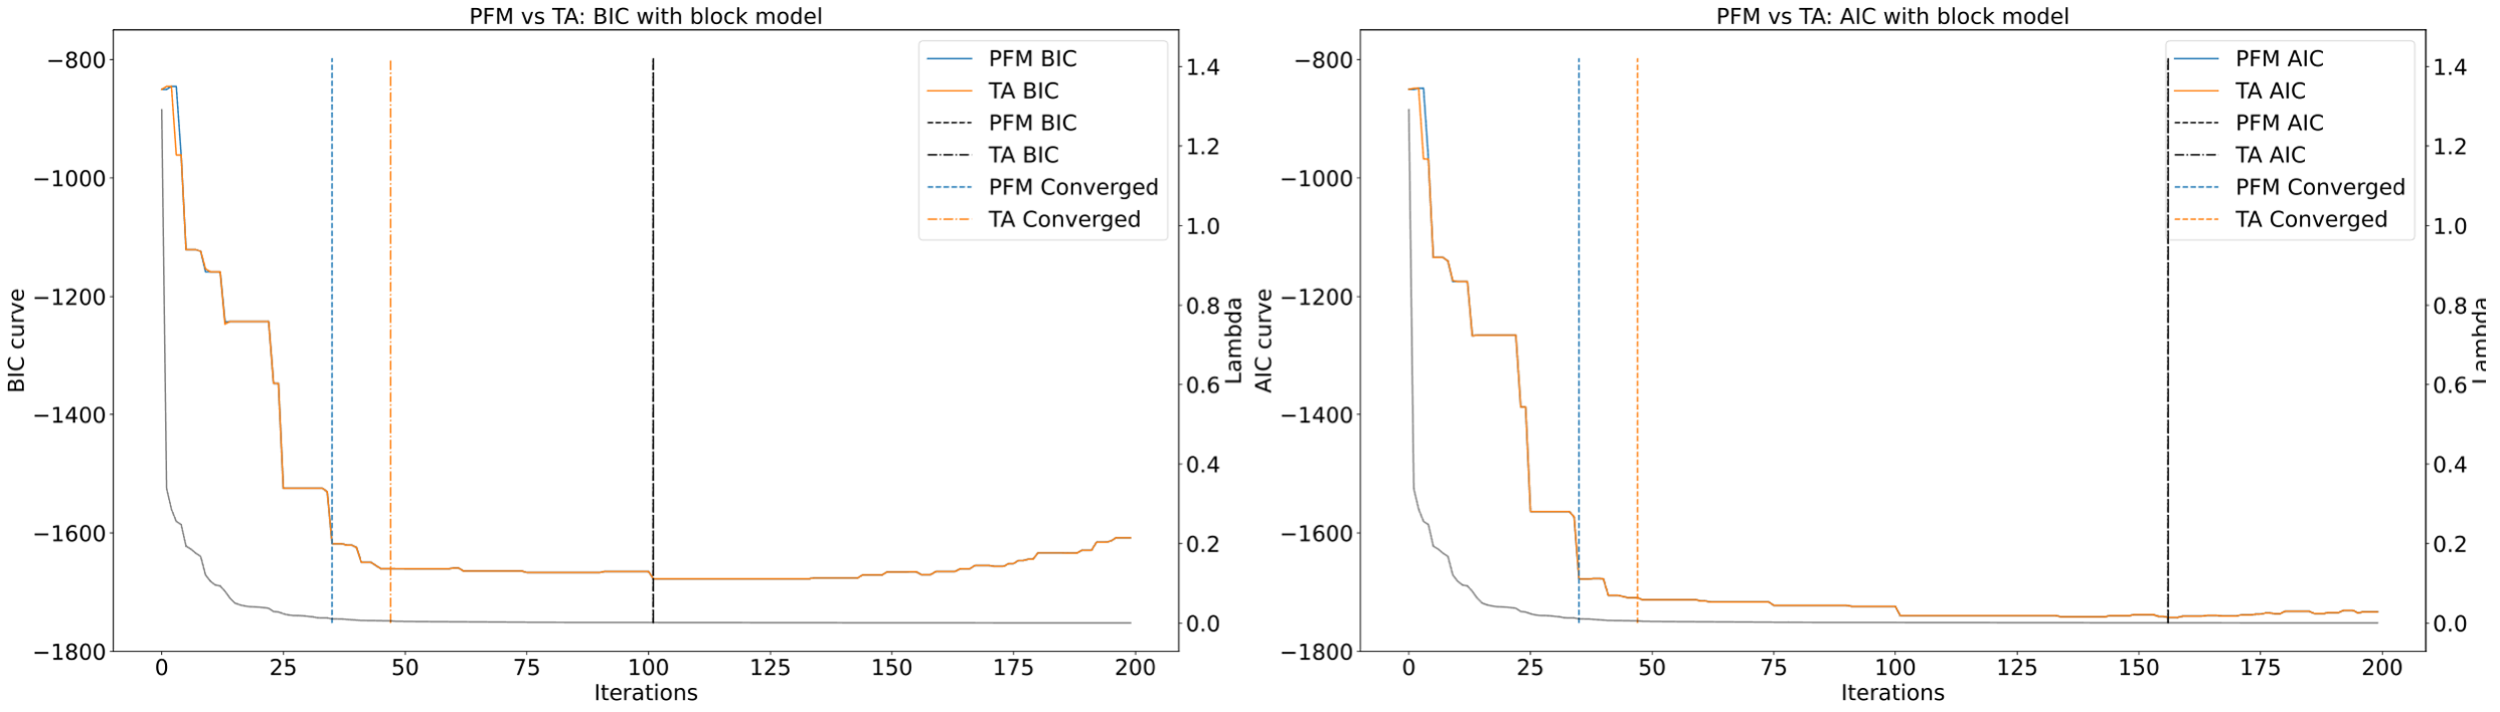 PFM vs TA: BIC with block model
−800
−1000
−1200
−1400
−1600
−1800
BIC curve
0
25
50
75
100
125
150
175
200
Iterations
1.4
1.2
1.0
0.8
0.6
0.4
0.2
0.0
Lambda
PFM BIC
TA BIC
PFM BIC
TA BIC
PFM Converged
TA Converged
PFM vs TA: AIC with block model
−800
−1000
−1200
−1400
−1600
−1800
AIC curve
0
25
50
75
100
125
150
175
200
Iterations
1.4
1.2
1.0
0.8
0.6
0.4
0.2
0.0
Lambda
PFM AIC
TA AIC
PFM AIC
TA AIC
PFM Converged
TA Converged